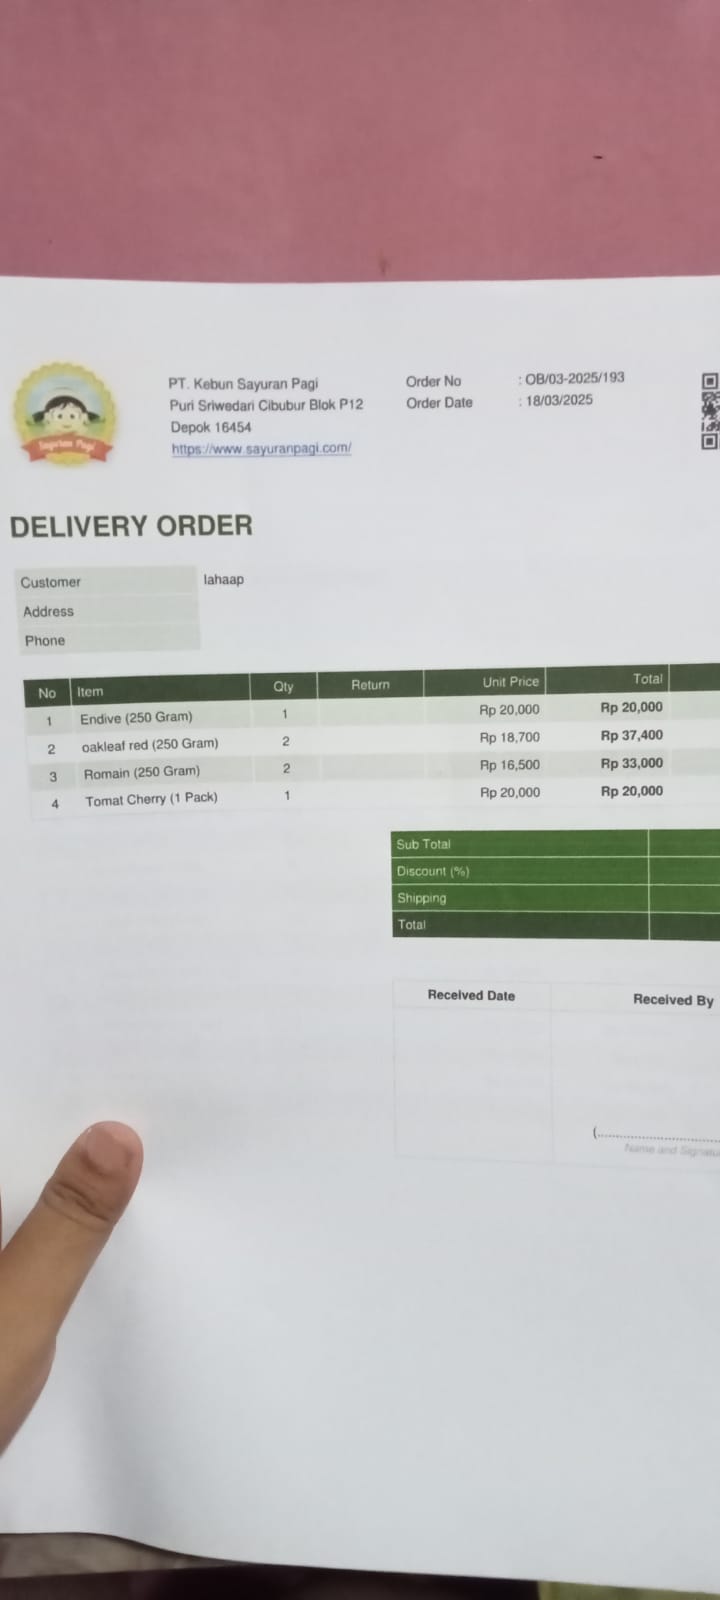 Sayuran Pagi
PT. Kebun Sayuran Pagi
Puri Sriwedari Cibubur Blok P12
Depok 16454
https://www.sayuranpagi.com/
Order No : OB/03-2025/193
Order Date : 18/03/2025
DELIVERY ORDER
Customer lahaap
Address
Phone
No Item Qty Return Unit Price Total
1 Endive (250 Gram) 1 Rp 20,000 Rp 20,000
2 oakleaf red (250 Gram) 2 Rp 18,700 Rp 37,400
3 Romain (250 Gram) 2 Rp 16,500 Rp 33,000
4 Tomat Cherry (1 Pack) 1 Rp 20,000 Rp 20,000
Sub Total
Discount (%)
Shipping
Total
Received Date Received By
(..............................
Name and